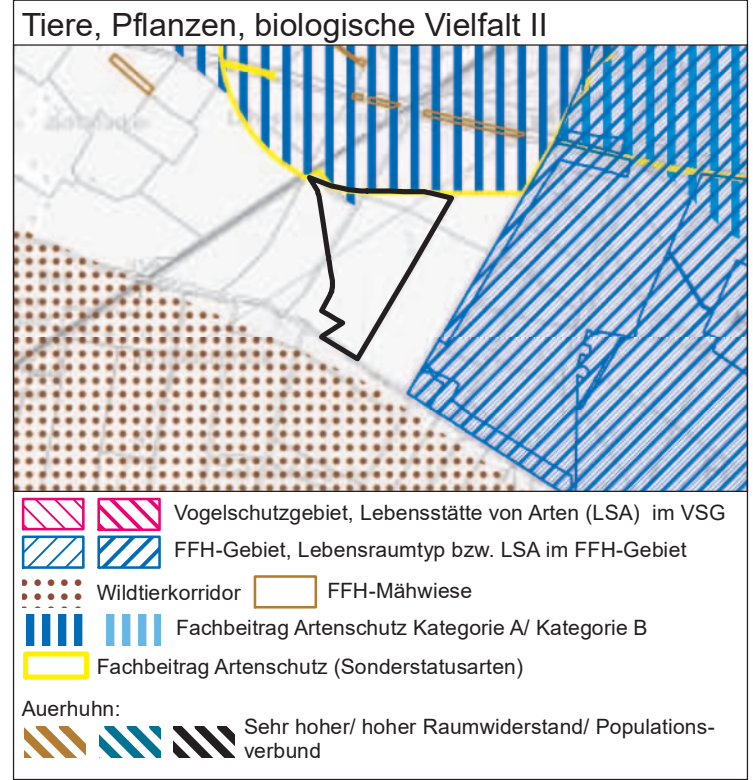 Tiere, Pflanzen, biologische Vielfalt II
Vogelschutzgebiet, Lebensstätte von Arten (LSA) im VSG
FFH-Gebiet, Lebensraumtyp bzw. LSA im FFH-Gebiet
Wildtierkorridor FFH-Mähwiese
Fachbeitrag Artenschutz Kategorie A/ Kategorie B
Fachbeitrag Artenschutz (Sonderstatusarten)
Auerhuhn:
Sehr hoher/ hoher Raumwiderstand/ Populations-
verbund